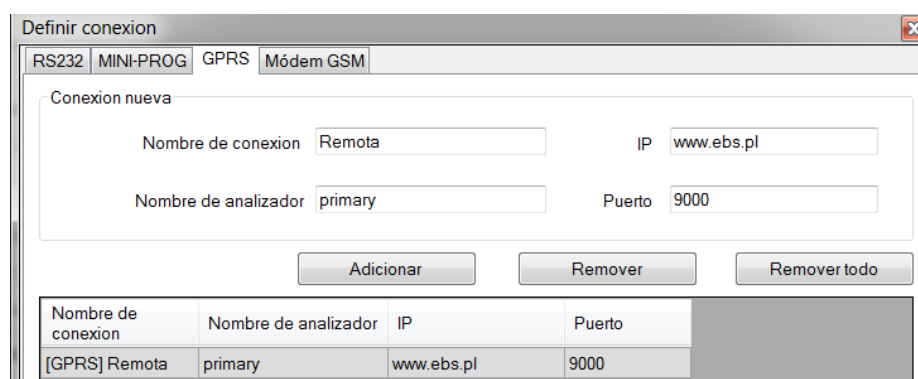 Definir conexion
RS232 MINI-PROG GPRS Módem GSM
Conexion nueva
Nombre de conexion Remota IP www.ebs.pl
Nombre de analizador primary Puerto 9000
Adicionar Remover Remover todo
Nombre de conexion Nombre de analizador IP Puerto
[GPRS] Remota primary www.ebs.pl 9000